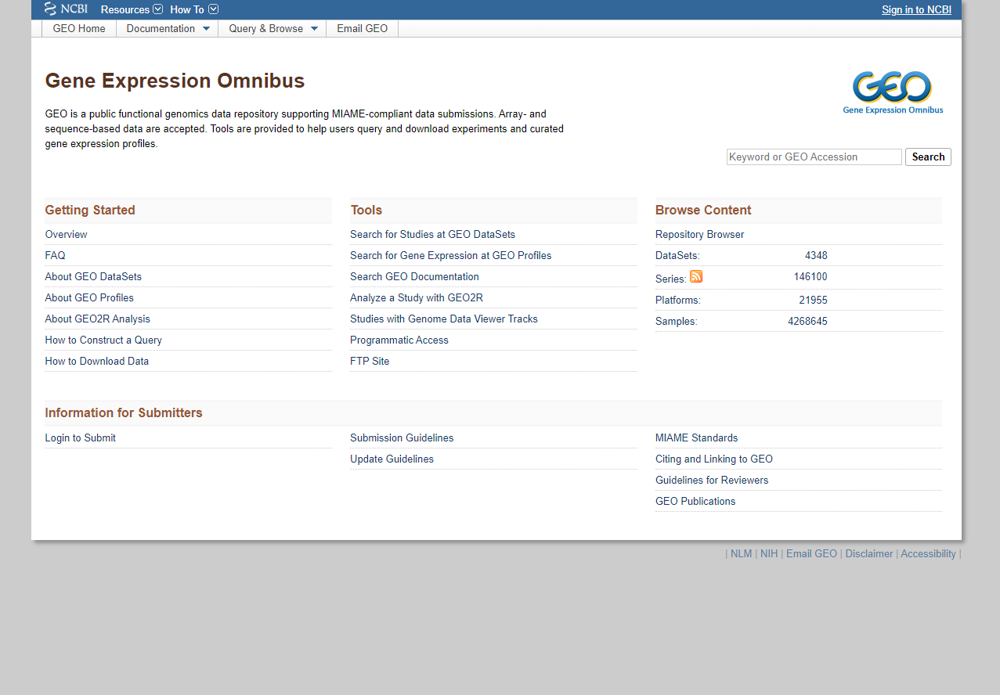 NCBI Resources How To Sign in to NCBI
GEO Home Documentation Query & Browse Email GEO
Gene Expression Omnibus
GEO
Gene Expression Omnibus
GEO is a public functional genomics data repository supporting MIAME-compliant data submissions. Array- and
sequence-based data are accepted. Tools are provided to help users query and download experiments and curated
gene expression profiles.
Keyword or GEO Accession Search
Getting Started
Overview
FAQ
About GEO DataSets
About GEO Profiles
About GEO2R Analysis
How to Construct a Query
How to Download Data
Tools
Search for Studies at GEO DataSets
Search for Gene Expression at GEO Profiles
Search GEO Documentation
Analyze a Study with GEO2R
Studies with Genome Data Viewer Tracks
Programmatic Access
FTP Site
Browse Content
Repository Browser
DataSets: 4348
Series: 146100
Platforms: 21955
Samples: 4268645
Information for Submitters
Login to Submit
Submission Guidelines
Update Guidelines
MIAME Standards
Citing and Linking to GEO
Guidelines for Reviewers
GEO Publications
| NLM | NIH | Email GEO | Disclaimer | Accessibility |